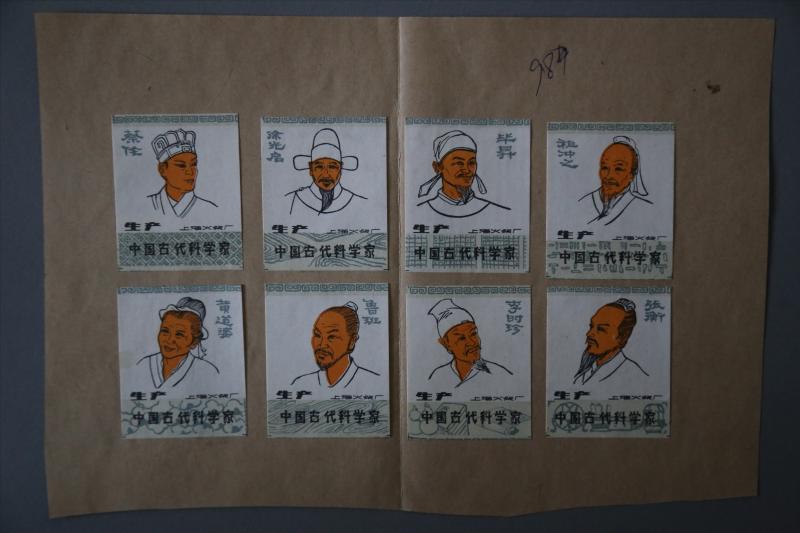 984
蔡伦
生产 上海火柴厂
中国古代科学家
徐光启
生产 上海火柴厂
中国古代科学家
毕昇
生产 上海火柴厂
中国古代科学家
祖冲之
生产 上海火柴厂
中国古代科学家
黄道婆
生产 上海火柴厂
中国古代科学家
鲁班
生产 上海火柴厂
中国古代科学家
李时珍
生产 上海火柴厂
中国古代科学家
张衡
生产 上海火柴厂
中国古代科学家